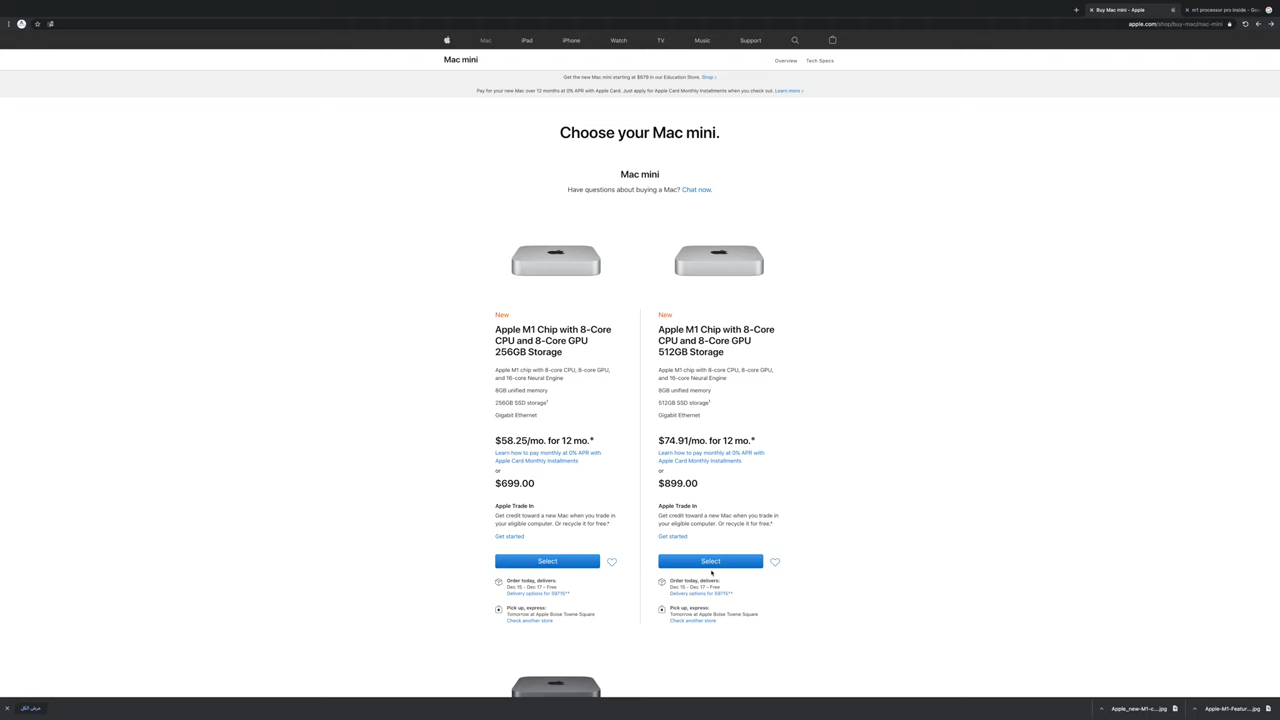 Buy Mac mini - Apple
m1 processor pro inside - Goo
apple.com/shop/buy-mac/mac-mini
Mac
iPad
iPhone
Watch
TV
Music
Support
Mac mini
Overview
Tech Specs
Get the new Mac mini starting at $679 in our Education Store. Shop >
Pay for your new Mac over 12 months at 0% APR with Apple Card. Just apply for Apple Card Monthly Installments when you check out. Learn more >
Choose your Mac mini.
Mac mini
Have questions about buying a Mac? Chat now.
New
Apple M1 Chip with 8-Core
CPU and 8-Core GPU
256GB Storage
Apple M1 chip with 8-core CPU, 8-core GPU,
and 16-core Neural Engine
8GB unified memory
256GB SSD storage¹
Gigabit Ethernet
$58.25/mo. for 12 mo.*
Learn how to pay monthly at 0% APR with
Apple Card Monthly Installments
or
$699.00
Apple Trade In
Get credit toward a new Mac when you trade in
your eligible computer. Or recycle it for free.*
Get started
Select
Order today, delivers:
Dec 15 - Dec 17 - Free
Delivery options for 59715**
Pick up, express:
Tomorrow at Apple Boise Towne Square
Check another store
New
Apple M1 Chip with 8-Core
CPU and 8-Core GPU
512GB Storage
Apple M1 chip with 8-core CPU, 8-core GPU,
and 16-core Neural Engine
8GB unified memory
512GB SSD storage¹
Gigabit Ethernet
$74.91/mo. for 12 mo.*
Learn how to pay monthly at 0% APR with
Apple Card Monthly Installments
or
$899.00
Apple Trade In
Get credit toward a new Mac when you trade in
your eligible computer. Or recycle it for free.*
Get started
Select
Order today, delivers:
Dec 15 - Dec 17 - Free
Delivery options for 59715**
Pick up, express:
Tomorrow at Apple Boise Towne Square
Check another store
عرض الكل
Apple_new-M1-c....jpg
Apple-M1-Featur....jpg